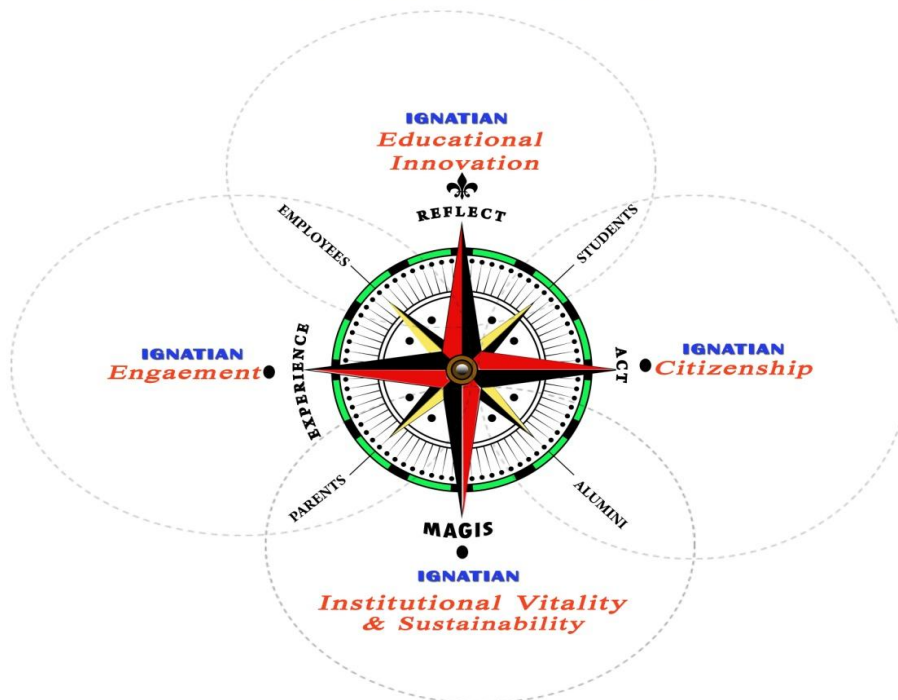 IGNATIAN
Educational
Innovation
REFLECT
EMPLOYEES
STUDENTS
IGNATIAN
Engaement
EXPERIENCE
ACT
IGNATIAN
Citizenship
PARENTS
ALUMINI
MAGIS
IGNATIAN
Institutional Vitality
& Sustainability